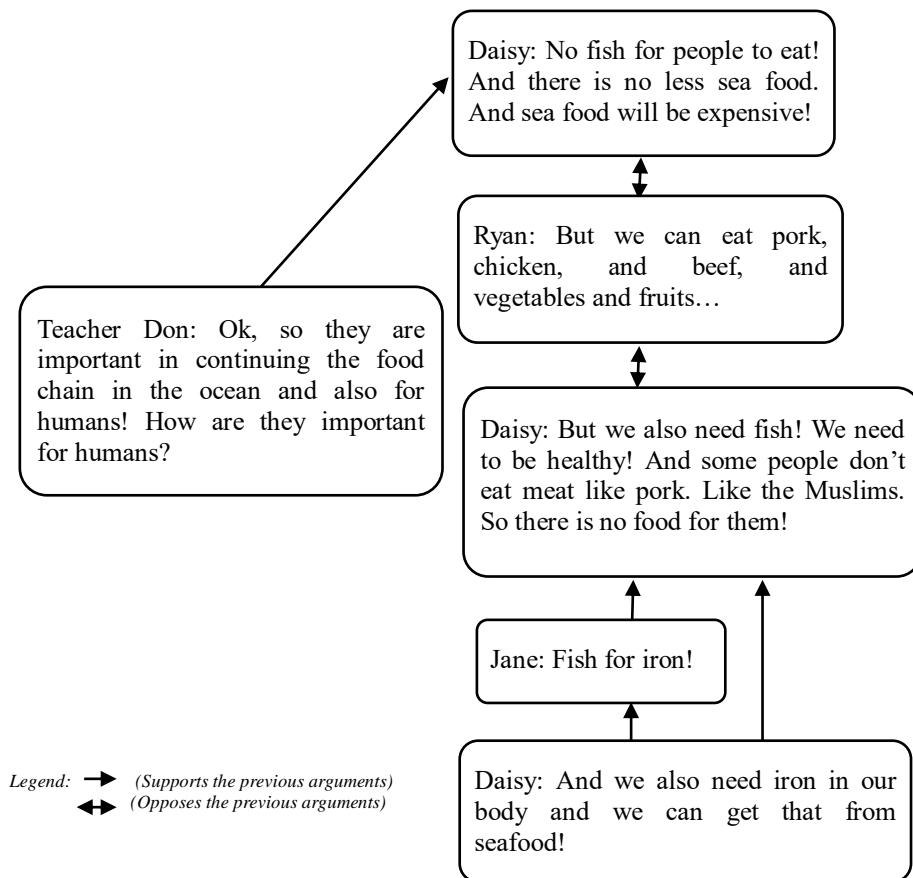 Daisy: No fish for people to eat!
And there is no less sea food.
And sea food will be expensive!
Ryan: But we can eat pork,
chicken, and beef, and
vegetables and fruits…
Teacher Don: Ok, so they are
important in continuing the food
chain in the ocean and also for
humans! How are they important
for humans?
Daisy: But we also need fish! We need
to be healthy! And some people don’t
eat meat like pork. Like the Muslims.
So there is no food for them!
Jane: Fish for iron!
Daisy: And we also need iron in our
body and we can get that from
seafood!
Legend: (Supports the previous arguments)
(Opposes the previous arguments)